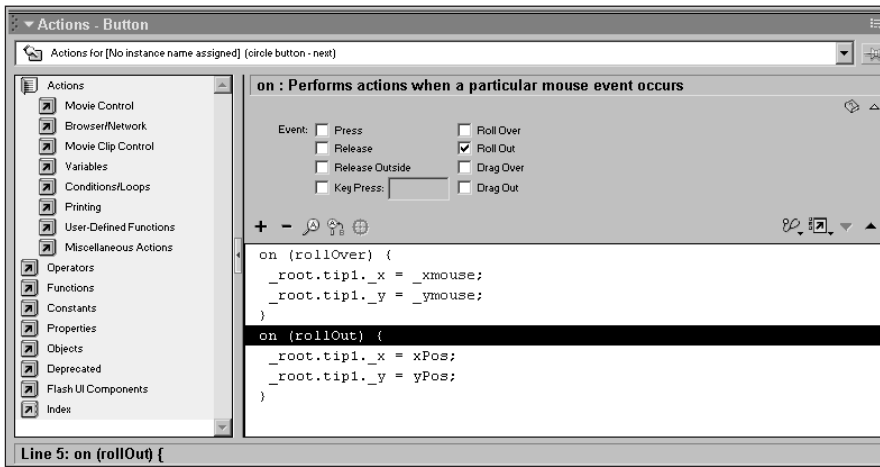 Actions - Button
Actions for [No instance name assigned] (circle button - next)
Actions
Movie Control
Browser/Network
Movie Clip Control
Variables
Conditions/Loops
Printing
User-Defined Functions
Miscellaneous Actions
Operators
Functions
Constants
Properties
Objects
Deprecated
Flash UI Components
Index
on : Performs actions when a particular mouse event occurs
Event: Press Roll Over
Release Roll Out
Release Outside Drag Over
Key Press: Drag Out
on (rollOver) {
_root.tip1._x = _xmouse;
_root.tip1._y = _ymouse;
}
on (rollOut) {
_root.tip1._x = xPos;
_root.tip1._y = yPos;
}
Line 5: on (rollOut) {